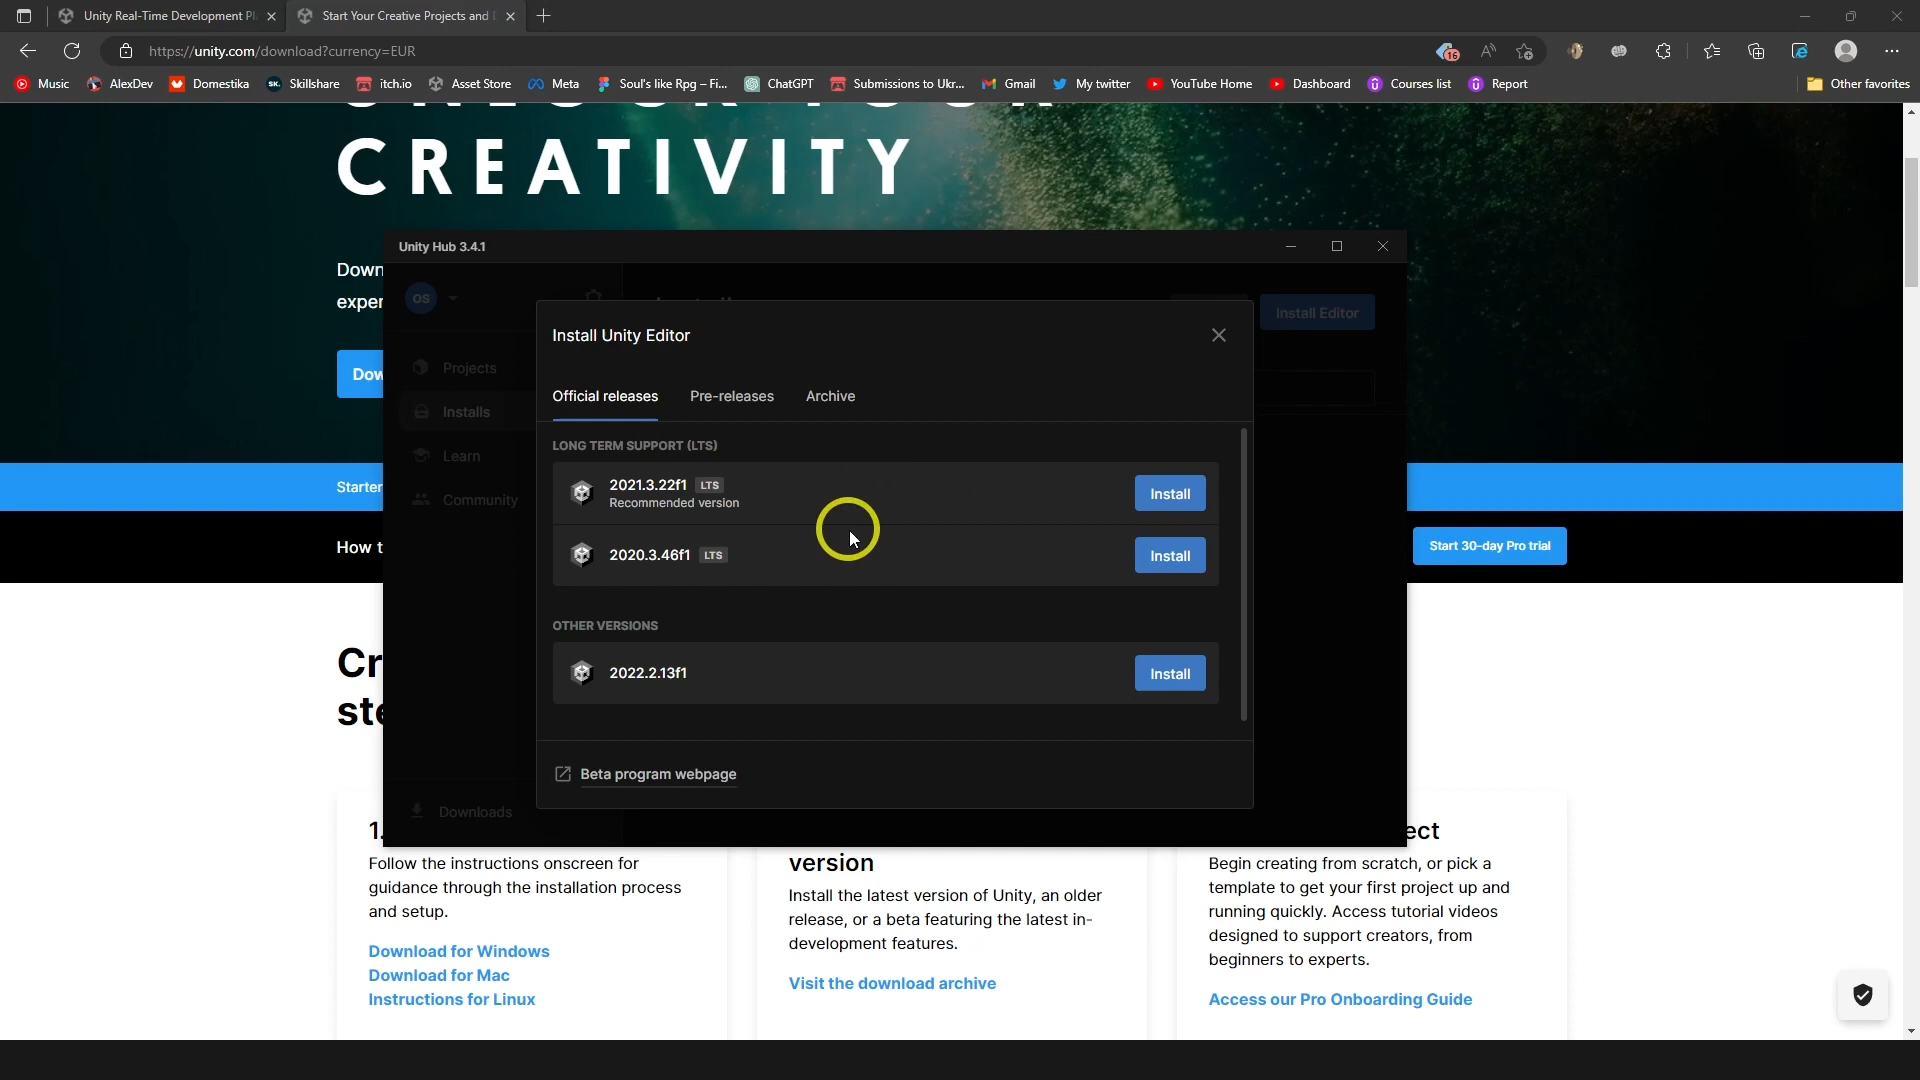 Unity Real-Time Development Pl
Start Your Creative Projects and
https://unity.com/download?currency=EUR
16
Music
AlexDev
Domestika
Skillshare
itch.io
Asset Store
Meta
Soul's like Rpg – Fi...
ChatGPT
Submissions to Ukr...
Gmail
My twitter
YouTube Home
Dashboard
Courses list
Report
Other favorites
CREATIVITY
Down
exper
Dow
Starter
How t
Start 30-day Pro trial
Unity Hub 3.4.1
OS
Install Editor
Projects
Installs
Learn
Community
Downloads
Install Unity Editor
Official releases
Pre-releases
Archive
LONG TERM SUPPORT (LTS)
2021.3.22f1 LTS
Recommended version
Install
2020.3.46f1 LTS
Install
OTHER VERSIONS
2022.2.13f1
Install
Beta program webpage
Cr
ste
1.
Follow the instructions onscreen for
guidance through the installation process
and setup.
Download for Windows
Download for Mac
Instructions for Linux
version
Install the latest version of Unity, an older
release, or a beta featuring the latest in-
development features.
Visit the download archive
ect
Begin creating from scratch, or pick a
template to get your first project up and
running quickly. Access tutorial videos
designed to support creators, from
beginners to experts.
Access our Pro Onboarding Guide